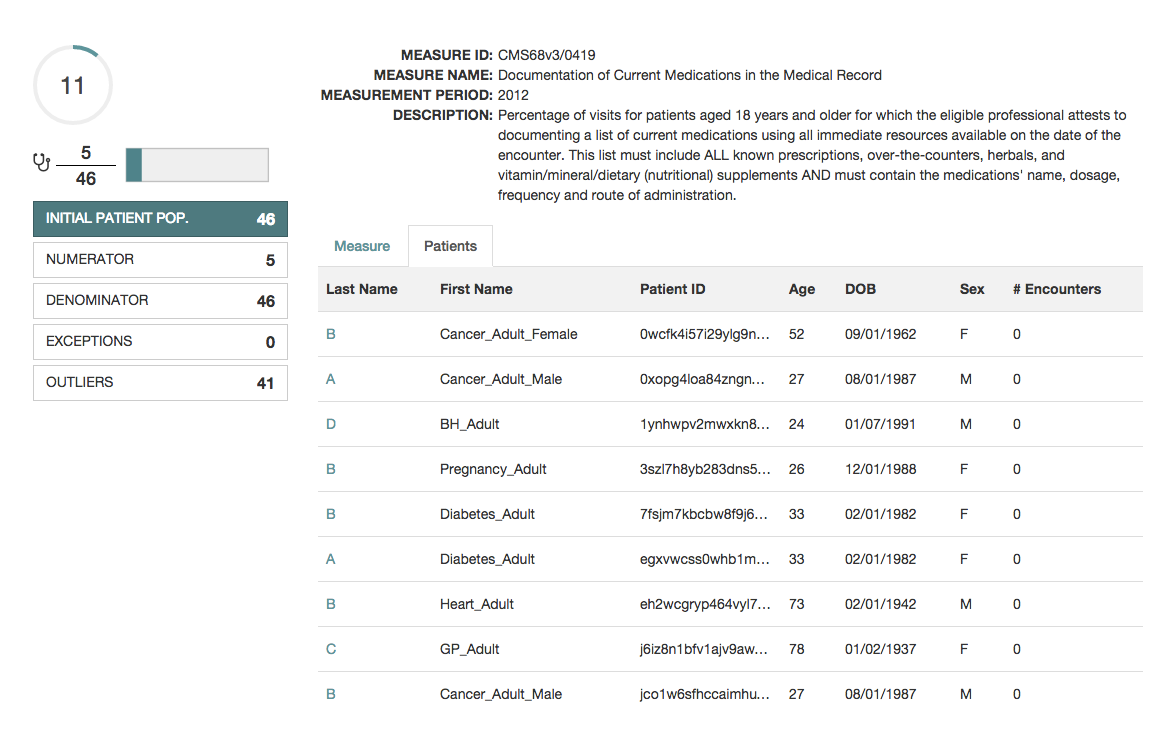 11
5
46
INITIAL PATIENT POP. 46
NUMERATOR 5
DENOMINATOR 46
EXCEPTIONS 0
OUTLIERS 41
MEASURE ID: CMS68v3/0419
MEASURE NAME: Documentation of Current Medications in the Medical Record
MEASUREMENT PERIOD: 2012
DESCRIPTION: Percentage of visits for patients aged 18 years and older for which the eligible professional attests to
documenting a list of current medications using all immediate resources available on the date of the
encounter. This list must include ALL known prescriptions, over-the-counters, herbals, and
vitamin/mineral/dietary (nutritional) supplements AND must contain the medications' name, dosage,
frequency and route of administration.
Measure Patients
Last Name First Name Patient ID Age DOB Sex # Encounters
B Cancer_Adult_Female 0wcfk4i57i29ylg9n... 52 09/01/1962 F 0
A Cancer_Adult_Male 0xopg4loa84zngn... 27 08/01/1987 M 0
D BH_Adult 1ynhwpv2mwxkn8... 24 01/07/1991 M 0
B Pregnancy_Adult 3szl7h8yb283dns5... 26 12/01/1988 F 0
B Diabetes_Adult 7fsjm7kbcbw8f9j6... 33 02/01/1982 F 0
A Diabetes_Adult egxvwcss0whb1m... 33 02/01/1982 F 0
B Heart_Adult eh2wcgryp464vyl7... 73 02/01/1942 M 0
C GP_Adult j6iz8n1bfv1ajv9aw... 78 01/02/1937 F 0
B Cancer_Adult_Male jco1w6sfhccaimhu... 27 08/01/1987 M 0